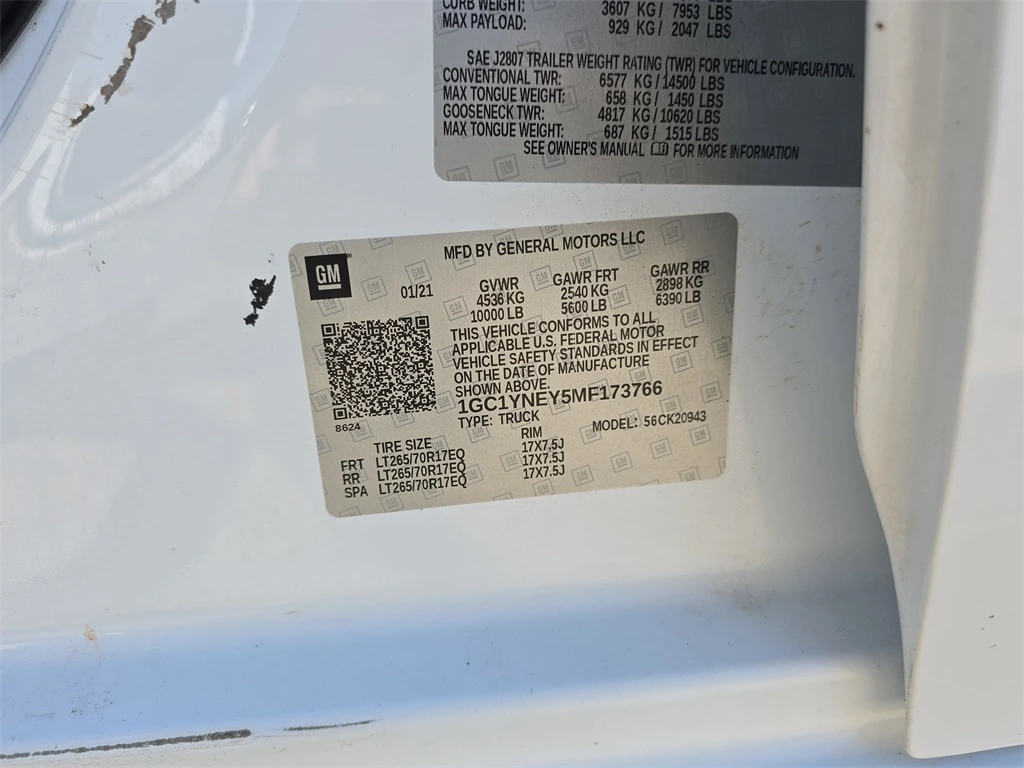 CURB WEIGHT: 3607 KG / 7953 LBS
MAX PAYLOAD: 929 KG / 2047 LBS
SAE J2807 TRAILER WEIGHT RATING (TWR) FOR VEHICLE CONFIGURATION.
CONVENTIONAL TWR: 6577 KG / 14500 LBS
MAX TONGUE WEIGHT: 658 KG / 1450 LBS
GOOSENECK TWR: 4817 KG / 10620 LBS
MAX TONGUE WEIGHT: 687 KG / 1515 LBS
SEE OWNER'S MANUAL FOR MORE INFORMATION
GM
MFD BY GENERAL MOTORS LLC
01/21
GVWR GAWR FRT GAWR RR
4536 KG 2540 KG 2898 KG
10000 LB 5600 LB 6390 LB
THIS VEHICLE CONFORMS TO ALL
APPLICABLE U.S. FEDERAL MOTOR
VEHICLE SAFETY STANDARDS IN EFFECT
ON THE DATE OF MANUFACTURE
SHOWN ABOVE.
1GC1YNEY5MF173766
TYPE: TRUCK MODEL: 56CK20943
8624
TIRE SIZE RIM
FRT LT265/70R17EQ 17X7.5J
RR LT265/70R17EQ 17X7.5J
SPA LT265/70R17EQ 17X7.5J